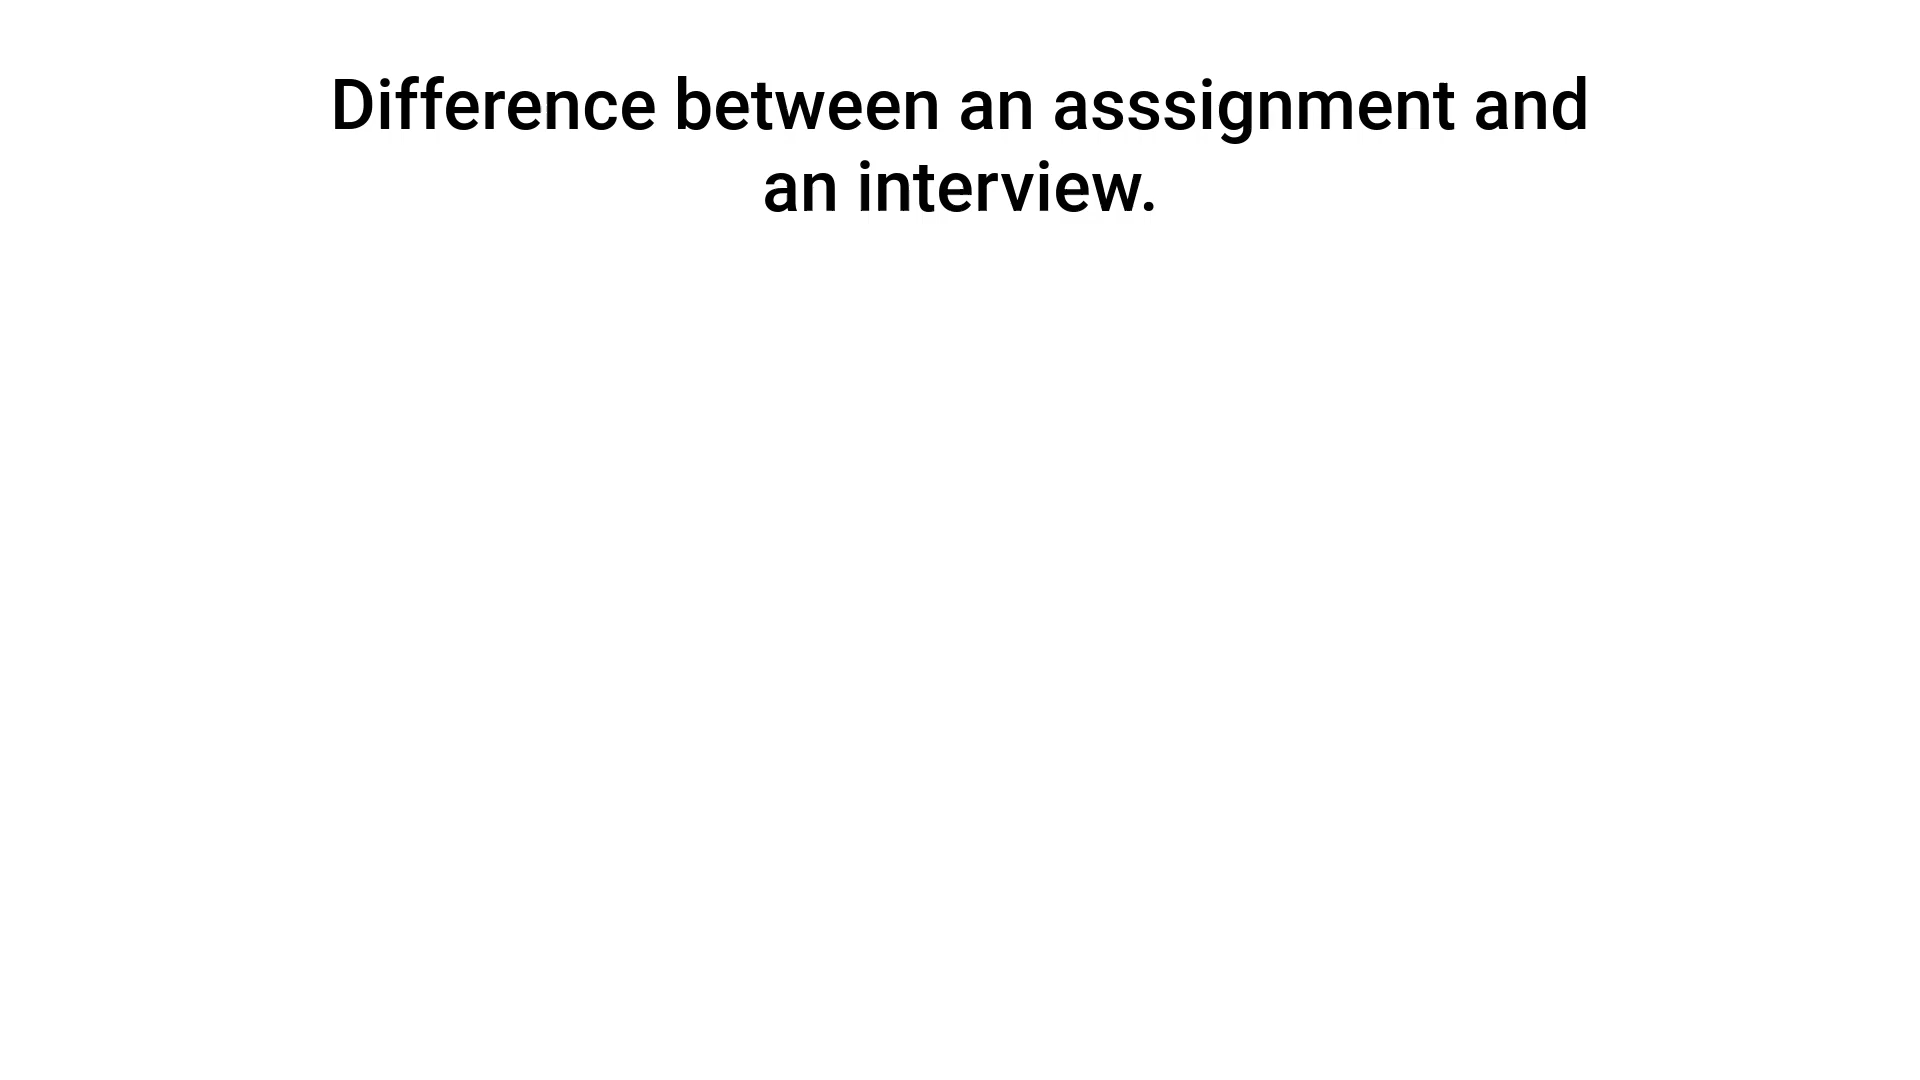 Difference between an asssignment and
an interview.